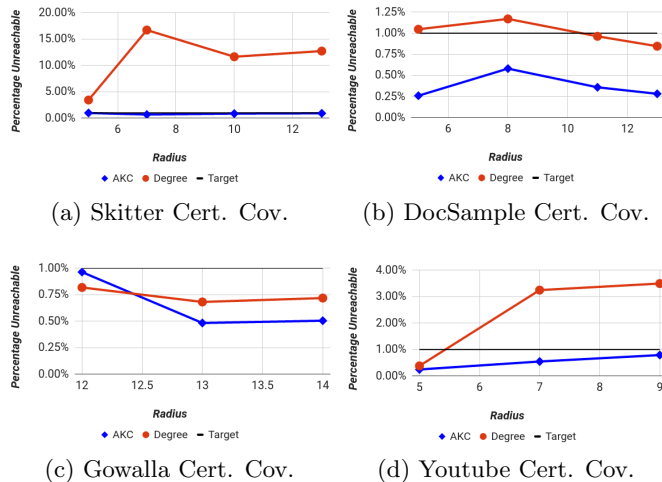 20.00%
15.00%
10.00%
5.00%
0.00%
Percentage Unreachable
6 8 10 12
Radius
AKC Degree Target
(a) Skitter Cert. Cov.
1.25%
1.00%
0.75%
0.50%
0.25%
0.00%
Percentage Unreachable
6 8 10 12
Radius
AKC Degree Target
(b) DocSample Cert. Cov.
1.00%
0.75%
0.50%
0.25%
0.00%
Percentage Unreachable
12 12.5 13 13.5 14
Radius
AKC Degree Target
(c) Gowalla Cert. Cov.
4.00%
3.00%
2.00%
1.00%
0.00%
Percentage Unreachable
5 6 7 8 9
Radius
AKC Degree Target
(d) Youtube Cert. Cov.